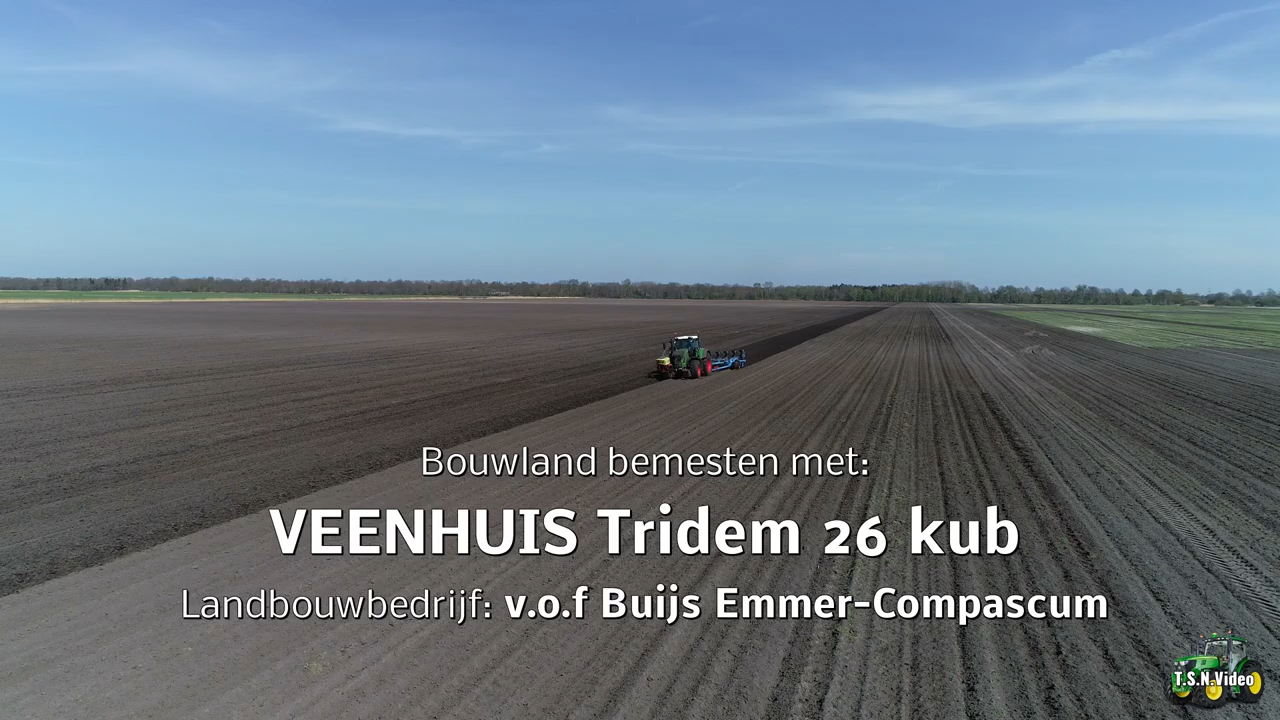 Bouwland bemesten met:
VEENHUIS Tridem 26 kub
Landbouwbedrijf: v.o.f Buijs Emmer-Compascum
T.S.N.Video